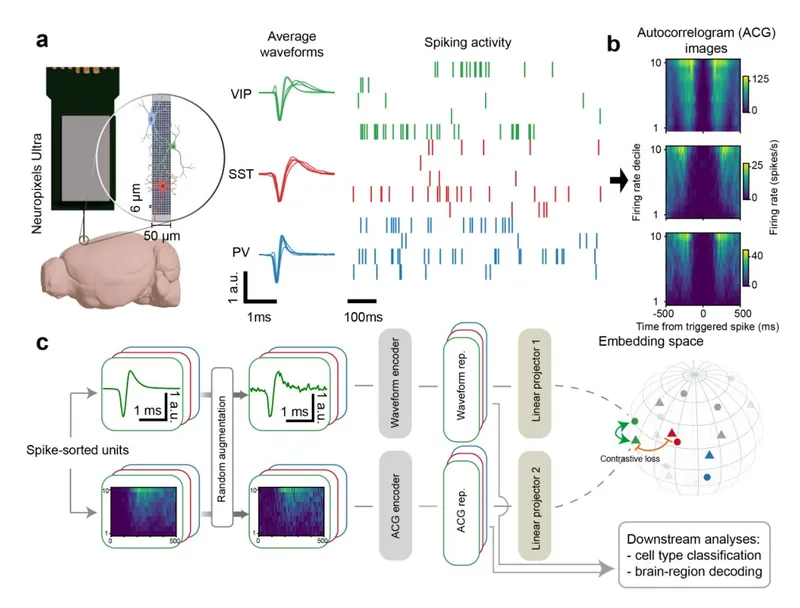 a
Average
waveforms
Spiking activity
b
Autocorrelogram (ACG)
images
Neuropixels Ultra
6 µm
50 µm
VIP
SST
PV
1 a.u.
1ms
100ms
Firing rate decile
10
1
10
1
10
1
125
0
25
0
40
0
Firing rate (spikes/s)
-500
0
500
Time from triggered spike (ms)
c
Embedding space
Spike-sorted units
1 ms
1 a.u.
10
1
0
500
Random augmentation
1 ms
1 a.u.
10
1
0
500
Waveform encoder
Waveform rep.
Linear projector 1
ACG encoder
ACG rep.
Linear projector 2
Contrastive loss
Downstream analyses:
- cell type classification
- brain-region decoding